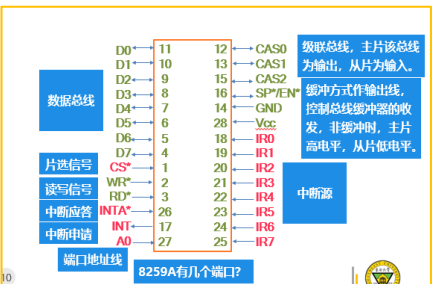 D0 11 12 CAS0
D1 10 13 CAS1
D2 9 15 CAS2
D3 8 16 SP*/EN*
D4 7 14 GND
D5 6 28 Vcc
D6 5 18 IR0
D7 4 19 IR1
CS* 1 20 IR2
WR* 2 21 IR3
RD* 3 22 IR4
INTA* 26 23 IR5
INT 17 24 IR6
A0 27 25 IR7
数据总线
片选信号
读写信号
中断应答
中断申请
端口地址线
级联总线，主片该总线
为输出，从片为输入。
缓冲方式作输出线，
控制总线缓冲器的收
发，非缓冲时，主片
高电平，从片低电平。
中断源
8259A有几个端口?
10